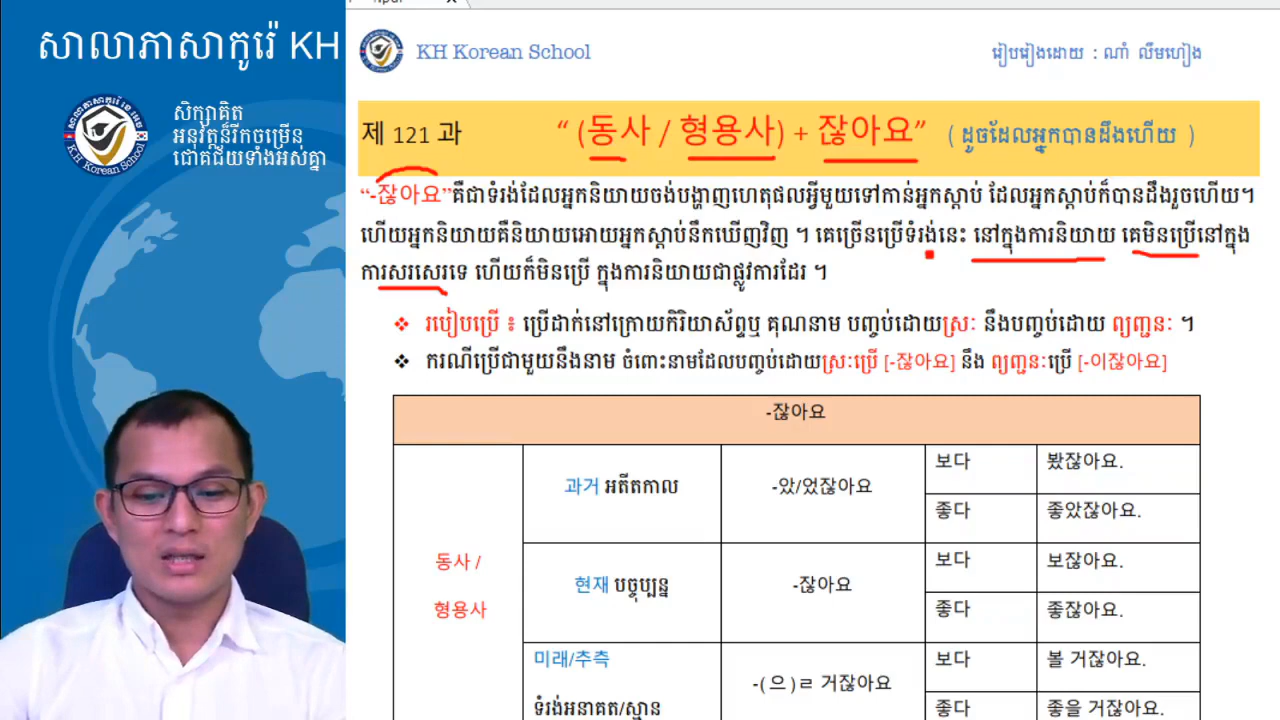 សាលាភាសាកូរ៉េ KH
សិក្សាគិត
អនុវត្តន៍រីកចម្រើន
ជោគជ័យទាំងអស់គ្នា
KH Korean School
រៀបរៀងដោយ : ណាំ លឹមហៀង
제 121 과 “ (동사 / 형용사) + 잖아요” ( ដូចដែលអ្នកបានដឹងហើយ )
“-잖아요”គឺជាទំរង់ដែលអ្នកនិយាយចង់បង្ហាញហេតុផលអ្វីមួយទៅកាន់អ្នកស្តាប់ ដែលអ្នកស្តាប់ក៏បានដឹងរួចហើយ។
ហើយអ្នកនិយាយគឺនិយាយអោយអ្នកស្តាប់នឹកឃើញវិញ ។ គេច្រើនប្រើទំរង់នេះ នៅក្នុងការនិយាយ គេមិនប្រើនៅក្នុង
ការសរសេរទេ ហើយក៏មិនប្រើ ក្នុងការនិយាយជាផ្លូវការដែរ ។
❖ របៀបប្រើ ៖ ប្រើដាក់នៅក្រោយកិរិយាស័ព្ទឬ គុណនាម បញ្ចប់ដោយស្រៈ នឹងបញ្ចប់ដោយ ព្យញ្ជនៈ ។
❖ ករណីប្រើជាមួយនឹងនាម ចំពោះនាមដែលបញ្ចប់ដោយស្រៈប្រើ [-잖아요] នឹង ព្យញ្ជនៈប្រើ [-이잖아요]
-잖아요
동사 /
형용사
과거 អតីតកាល
-았/었잖아요
보다 봤잖아요.
좋다 좋았잖아요.
현재 បច្ចុប្បន្ន
-잖아요
보다 보잖아요.
좋다 좋잖아요.
미래/추측
ទំរង់អនាគត/ស្មាន
-(으)ㄹ 거잖아요
보다 볼 거잖아요.
좋다 좋을 거잖아요.